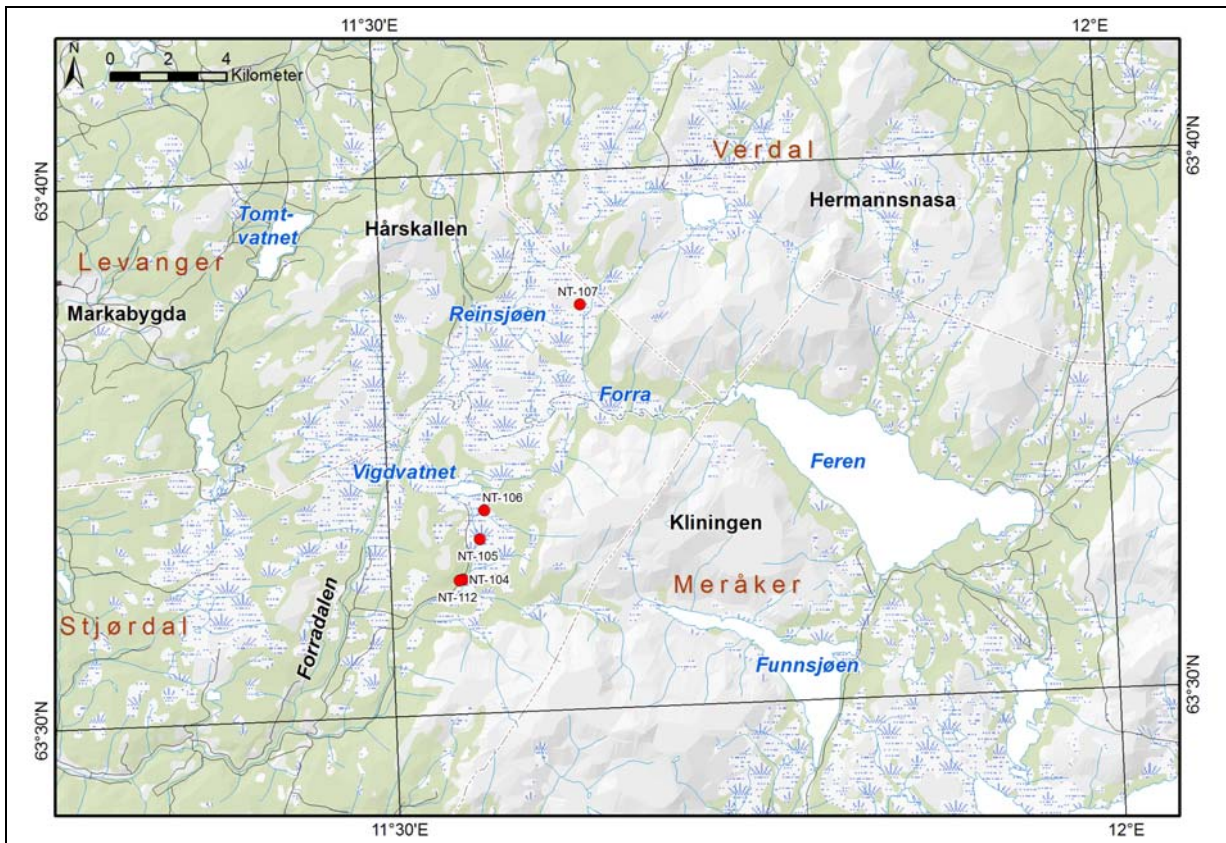 11°30'E
12°E
N
0 2 4
Kilometer
63°40'N
63°40'N
Verdal
Hermannsnasa
Tomt-
vatnet
Hårskallen
Levanger
NT-107
Markabygda
Reinsjøen
Forra
Vigdvatnet
Feren
NT-106
Kliningen
NT-105
NT-104
Meråker
NT-112
Stjørdal
Forradalen
Funnsjøen
63°30'N
63°30'N
11°30'E
12°E